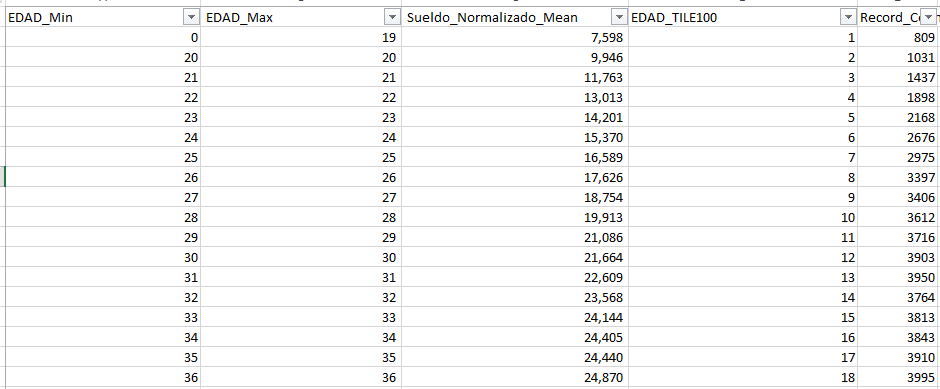 EDAD_Min EDAD_Max Sueldo_Normalizado_Mean EDAD_TILE100 Record_Co
0 19 7,598 1 809
20 20 9,946 2 1031
21 21 11,763 3 1437
22 22 13,013 4 1898
23 23 14,201 5 2168
24 24 15,370 6 2676
25 25 16,589 7 2975
26 26 17,626 8 3397
27 27 18,754 9 3406
28 28 19,913 10 3612
29 29 21,086 11 3716
30 30 21,664 12 3903
31 31 22,609 13 3950
32 32 23,568 14 3764
33 33 24,144 15 3813
34 34 24,405 16 3843
35 35 24,440 17 3910
36 36 24,870 18 3995